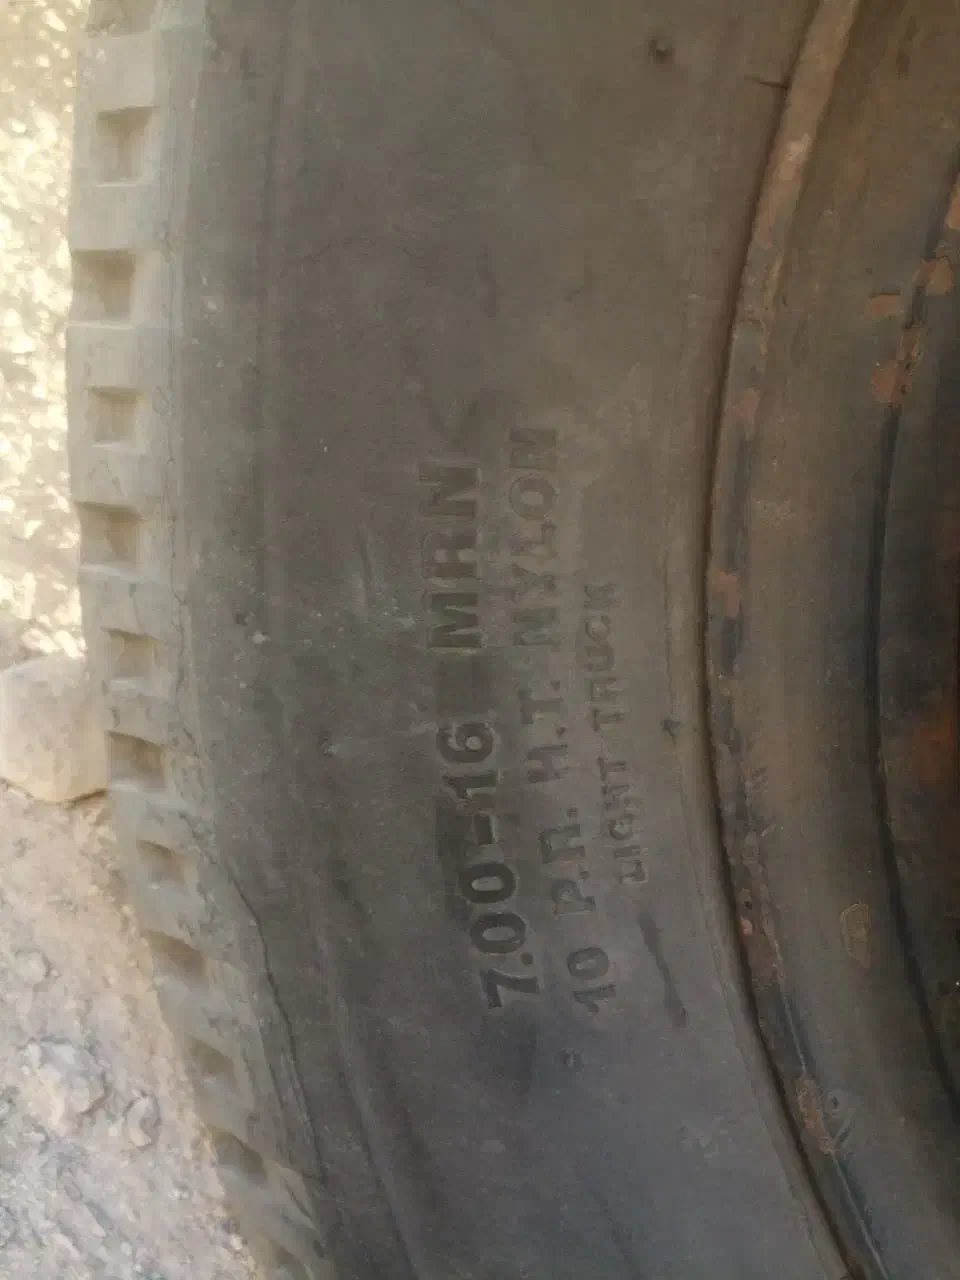 7.00-16 MRN
10 P.R. H.T. NYLON
LIGHT TRUCK